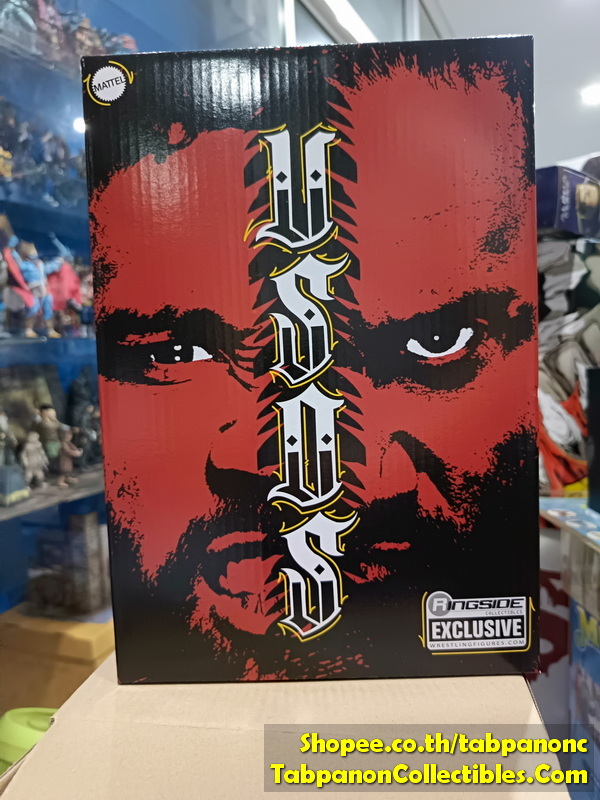 MATTEL
USOS
RINGSIDE
COLLECTIBLES
EXCLUSIVE
WRESTLINGFIGURES.COM
Shopee.co.th/tabpanonc
TabpanonCollectibles.Com